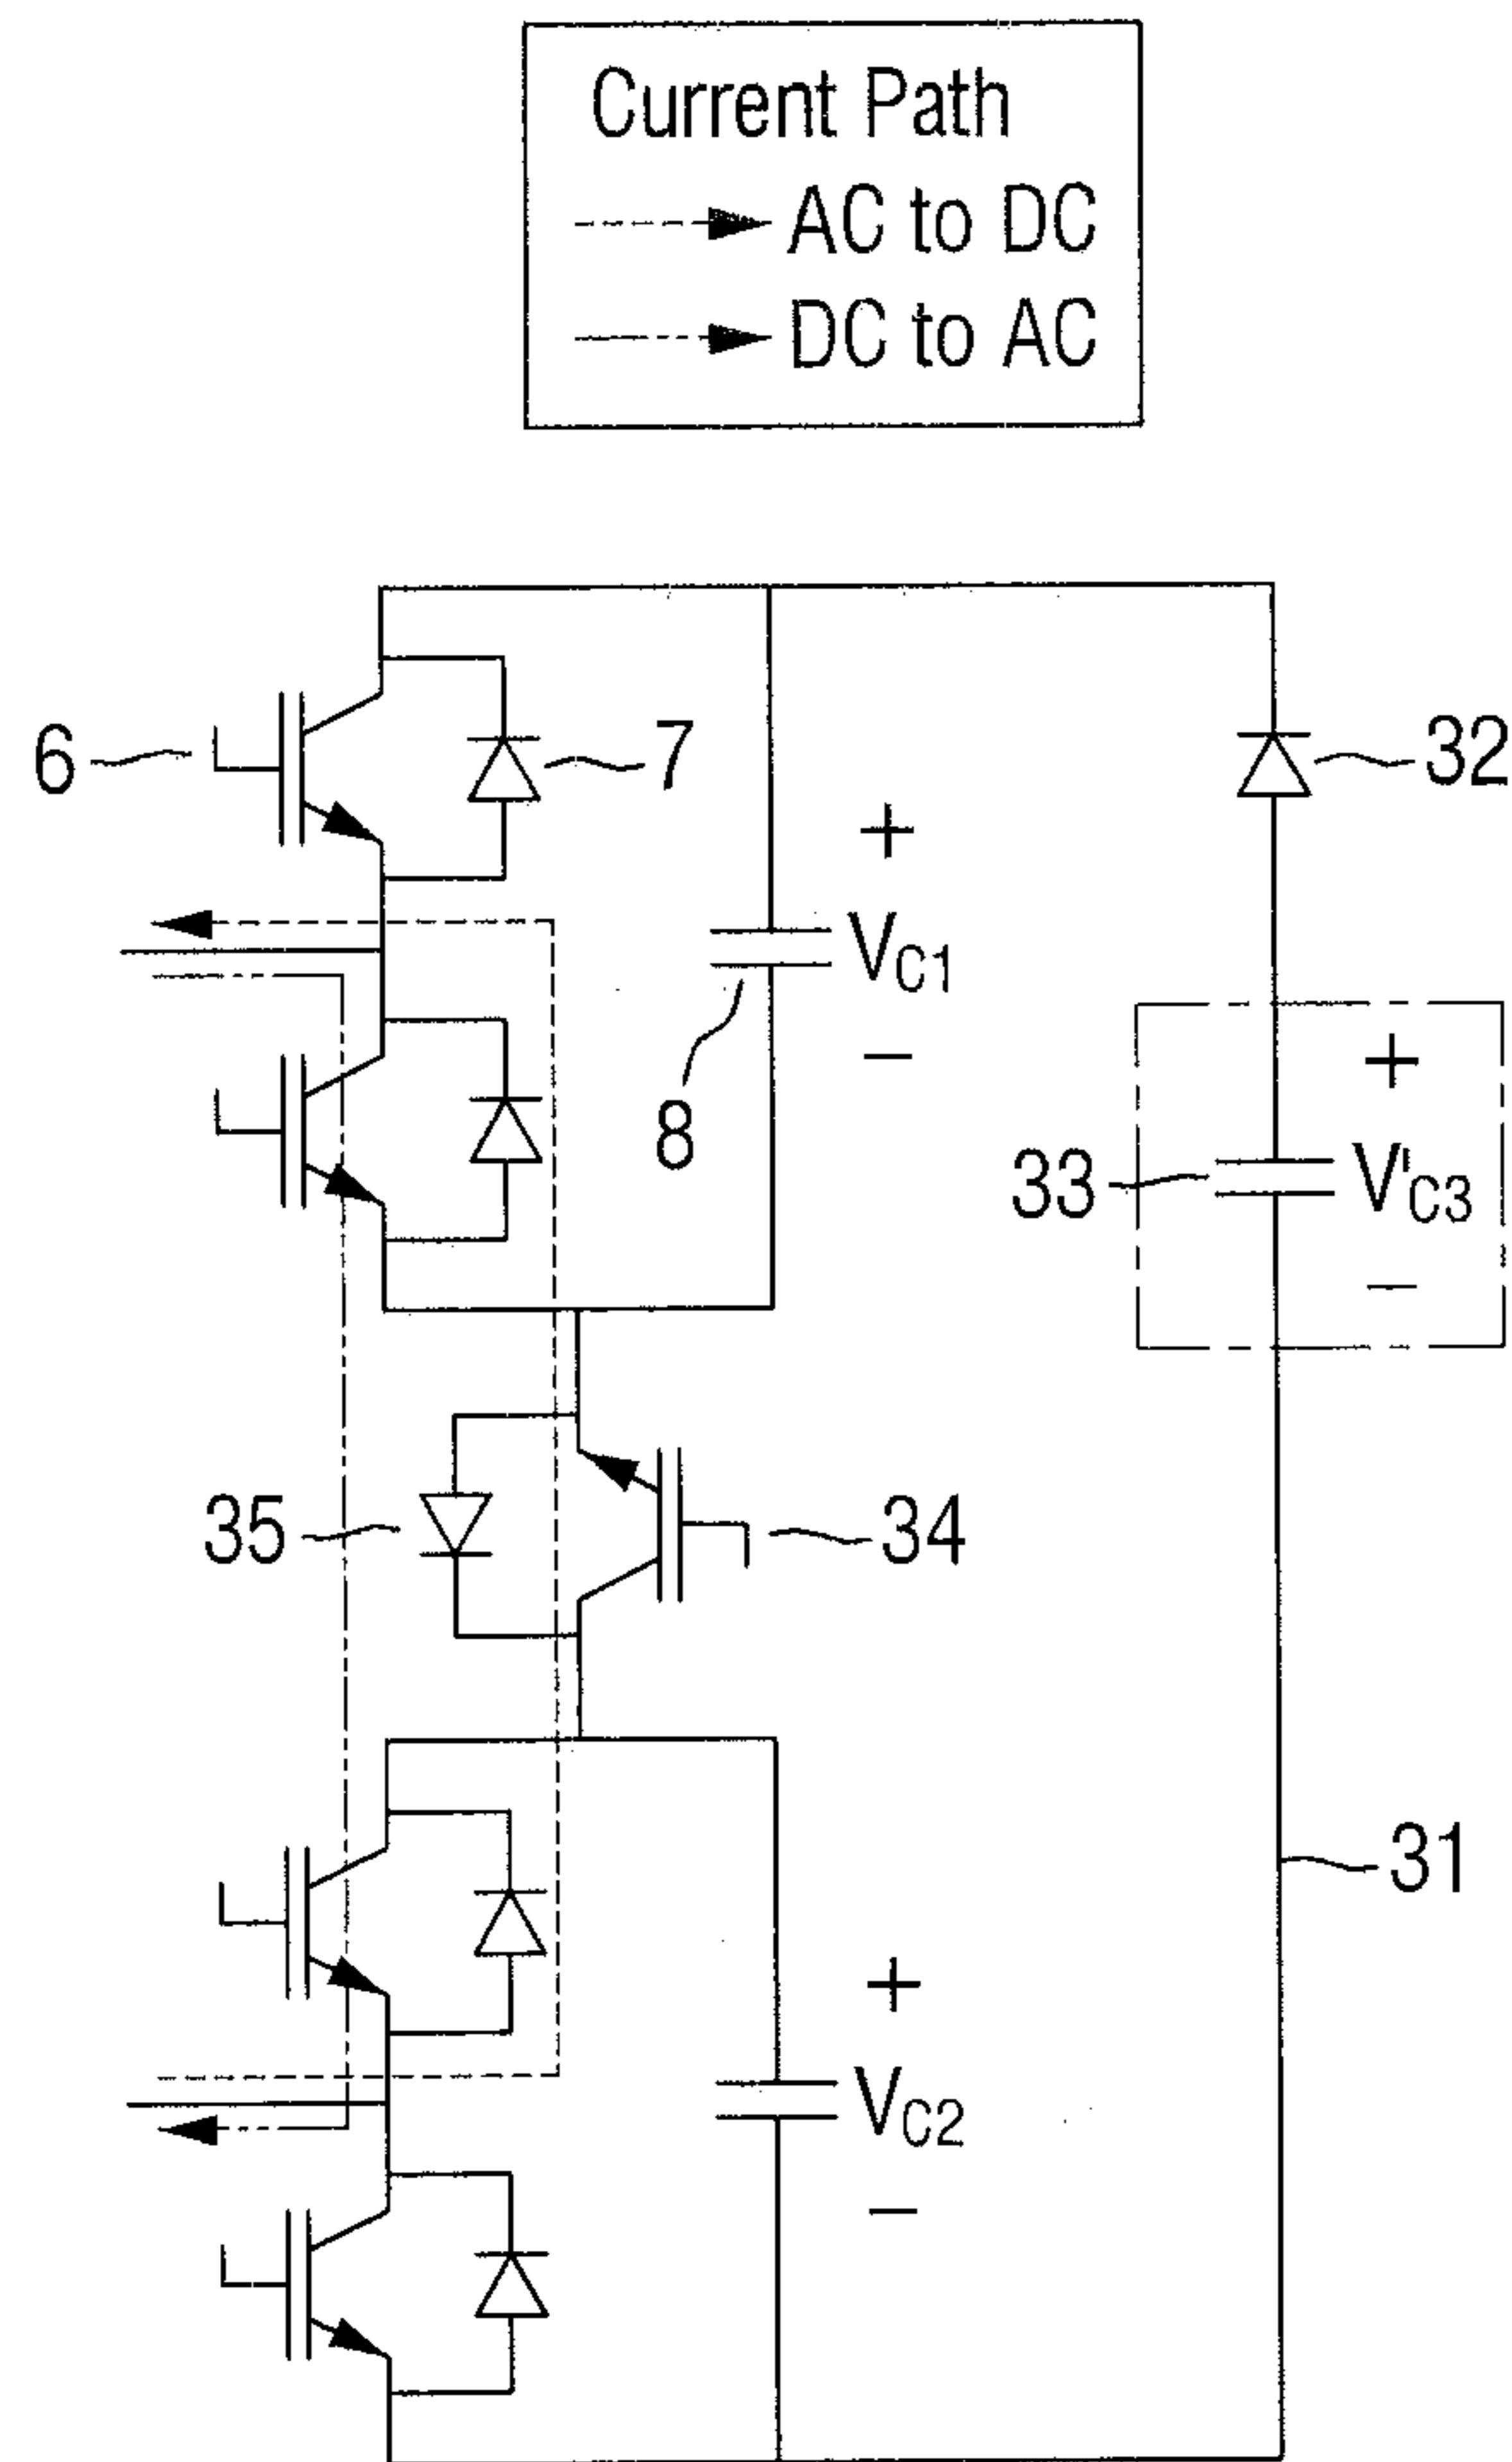 Current Path
AC to DC
DC to AC
6
7
32
+
V_C1
−
8
+
33
V'_C3
−
35
34
31
+
V_C2
−